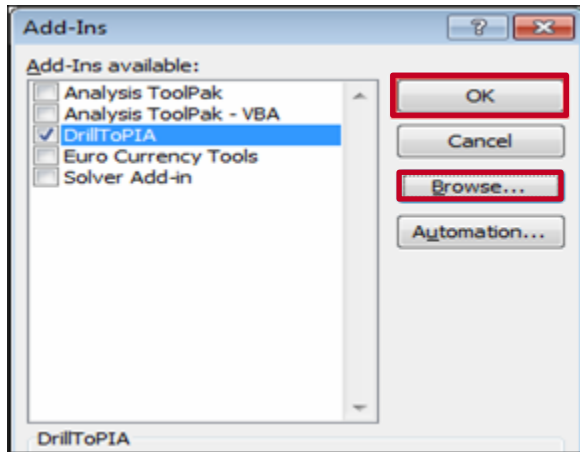 Add-Ins
Add-Ins available:
Analysis ToolPak
Analysis ToolPak - VBA
DrillToPIA
Euro Currency Tools
Solver Add-in
OK
Cancel
Browse...
Automation...
DrillToPIA